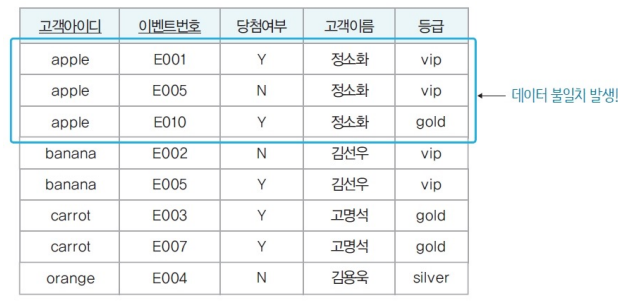 고객아이디 이벤트번호 당첨여부 고객이름 등급
apple E001 Y 정소화 vip
apple E005 N 정소화 vip
apple E010 Y 정소화 gold
데이터 불일치 발생!
banana E002 N 김선우 vip
banana E005 Y 김선우 vip
carrot E003 Y 고명석 gold
carrot E007 Y 고명석 gold
orange E004 N 김용욱 silver